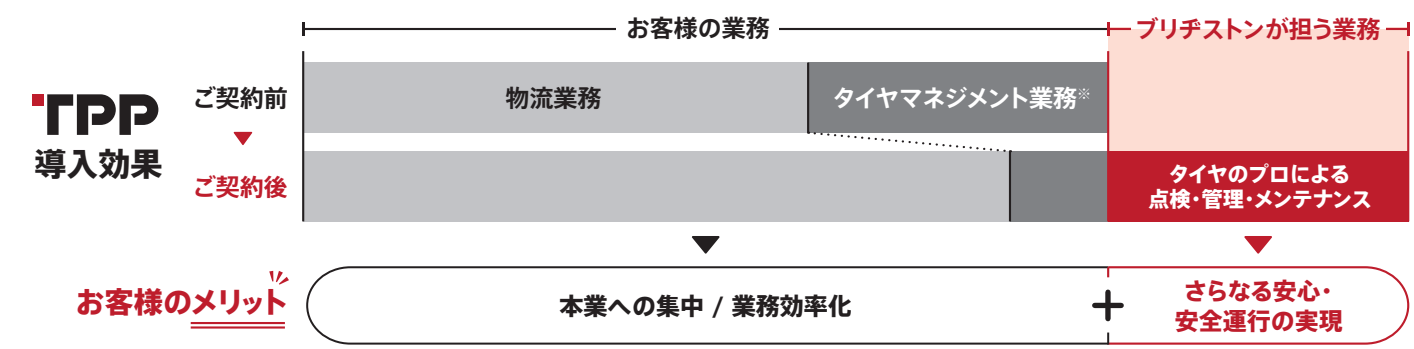 お客様の業務
ブリヂストンが担う業務
TPP
導入効果
ご契約前
物流業務
タイヤマネジメント業務※
ご契約後
タイヤのプロによる
点検・管理・メンテナンス
お客様のメリット
本業への集中 / 業務効率化
+
さらなる安心・
安全運行の実現